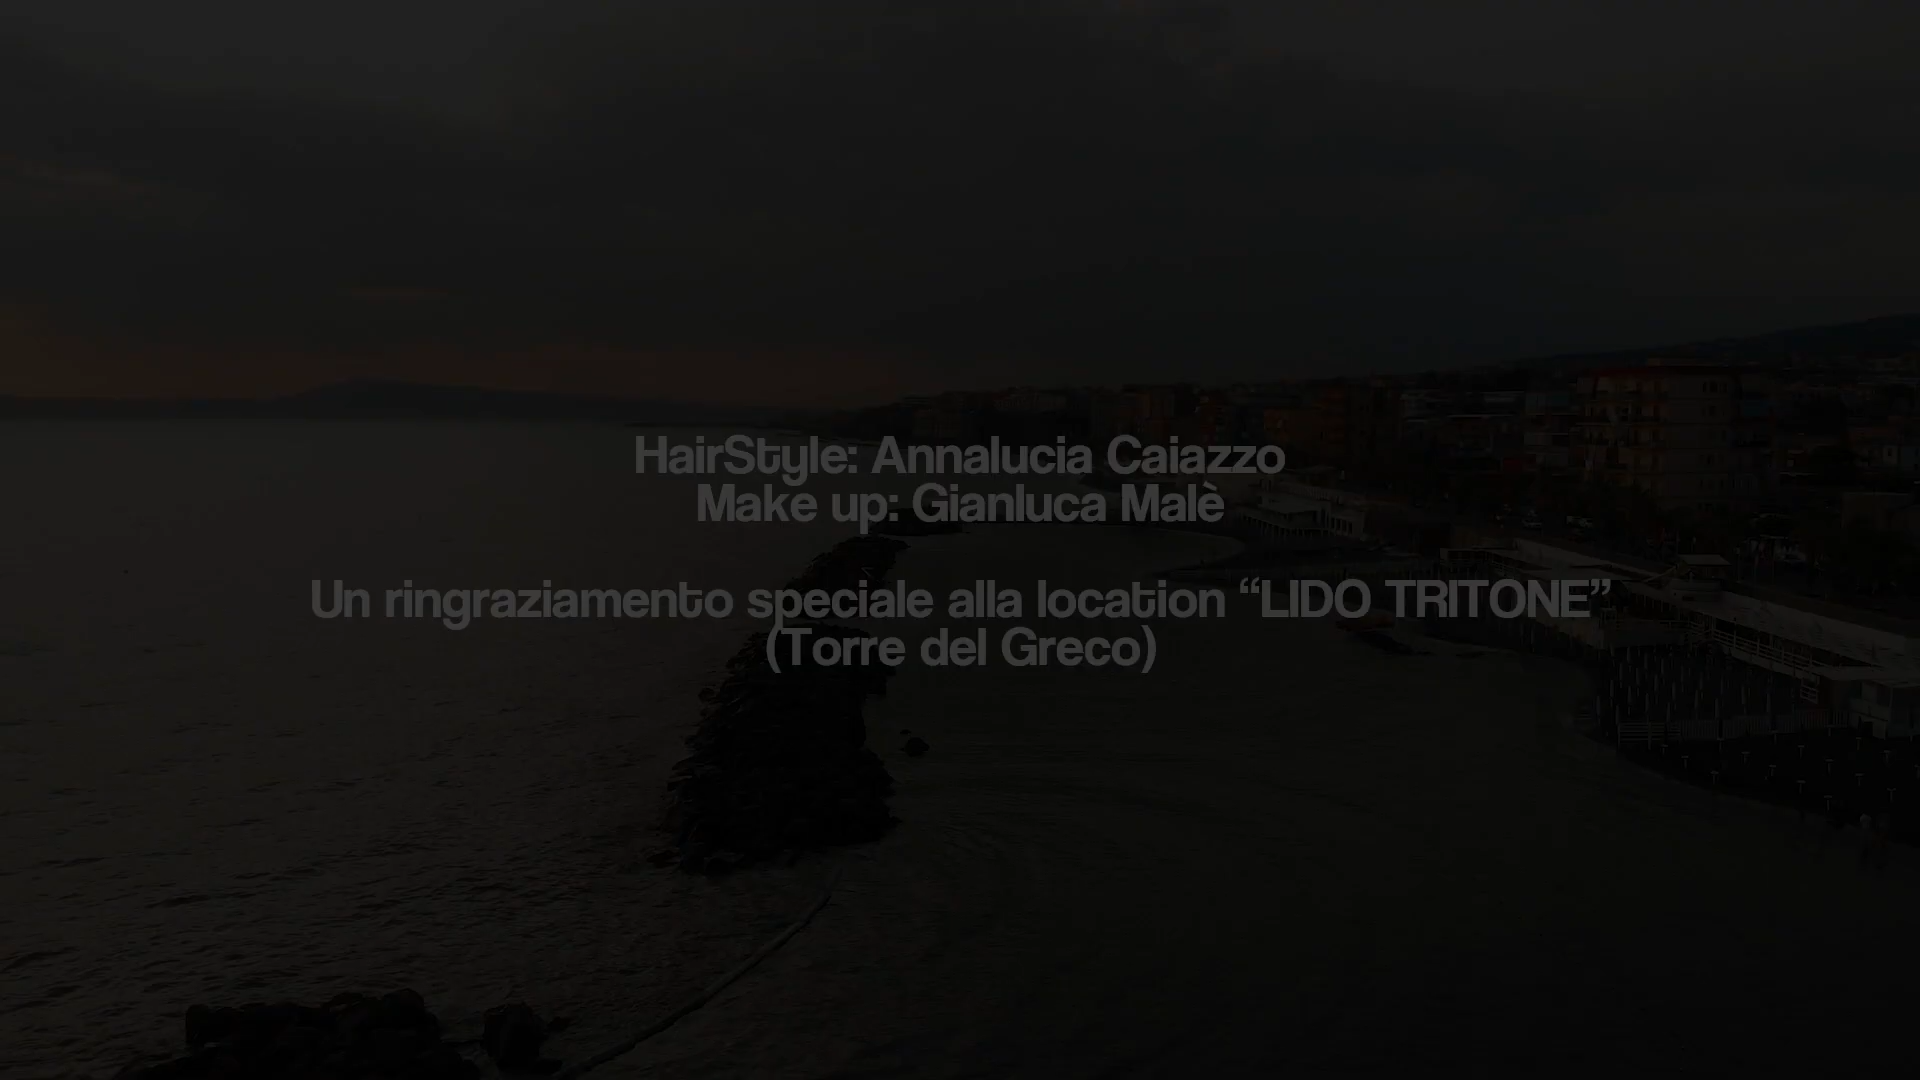 HairStyle: Annalucia Caiazzo
Make up: Gianluca Malè
Un ringraziamento speciale alla location “LIDO TRITONE”
(Torre del Greco)